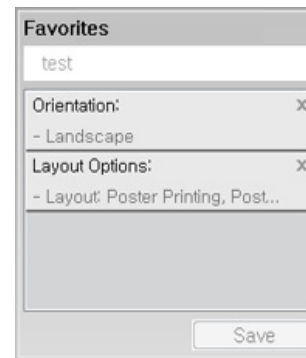 Favorites
test
Orientation: x
- Landscape
Layout Options: x
- Layout: Poster Printing, Post...
Save